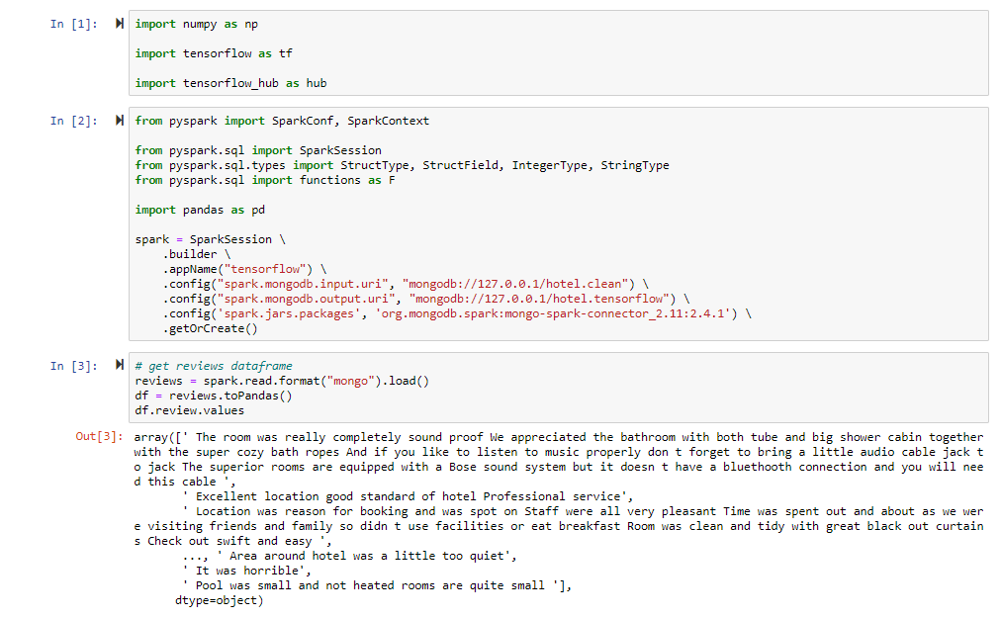 In [1]:
import numpy as np
import tensorflow as tf
import tensorflow_hub as hub
In [2]:
from pyspark import SparkConf, SparkContext
from pyspark.sql import SparkSession
from pyspark.sql.types import StructType, StructField, IntegerType, StringType
from pyspark.sql import functions as F
import pandas as pd
spark = SparkSession \
    .builder \
    .appName("tensorflow") \
    .config("spark.mongodb.input.uri", "mongodb://127.0.0.1/hotel.clean") \
    .config("spark.mongodb.output.uri", "mongodb://127.0.0.1/hotel.tensorflow") \
    .config('spark.jars.packages', 'org.mongodb.spark:mongo-spark-connector_2.11:2.4.1') \
    .getOrCreate()
In [3]:
# get reviews dataframe
reviews = spark.read.format("mongo").load()
df = reviews.toPandas()
df.review.values
Out[3]:
array([' The room was really completely sound proof We appreciated the bathroom with both tube and big shower cabin together
with the super cozy bath ropes And if you like to listen to music properly don t forget to bring a little audio cable jack t
o jack The superior rooms are equipped with a Bose sound system but it doesn t have a bluethooth connection and you will nee
d this cable ',
       ' Excellent location good standard of hotel Professional service',
       ' Location was reason for booking and was spot on Staff were all very pleasant Time was spent out and about as we wer
e visiting friends and family so didn t use facilities or eat breakfast Room was clean and tidy with great black out curtain
s Check out swift and easy ',
       ..., ' Area around hotel was a little too quiet',
       ' It was horrible',
       ' Pool was small and not heated rooms are quite small '],
      dtype=object)